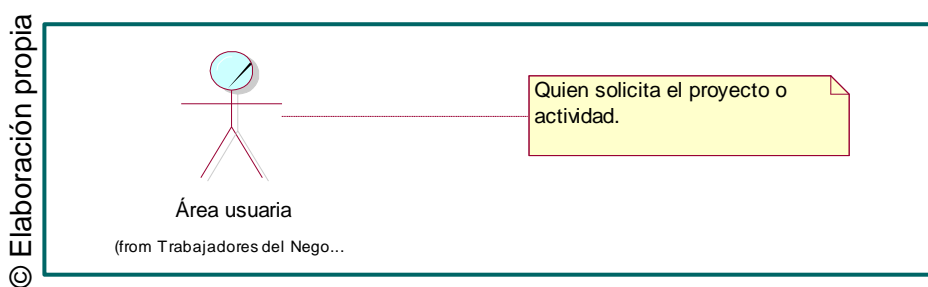 © Elaboración propia
Quien solicita el proyecto o
actividad.
Área usuaria
(from Trabajadores del Nego...